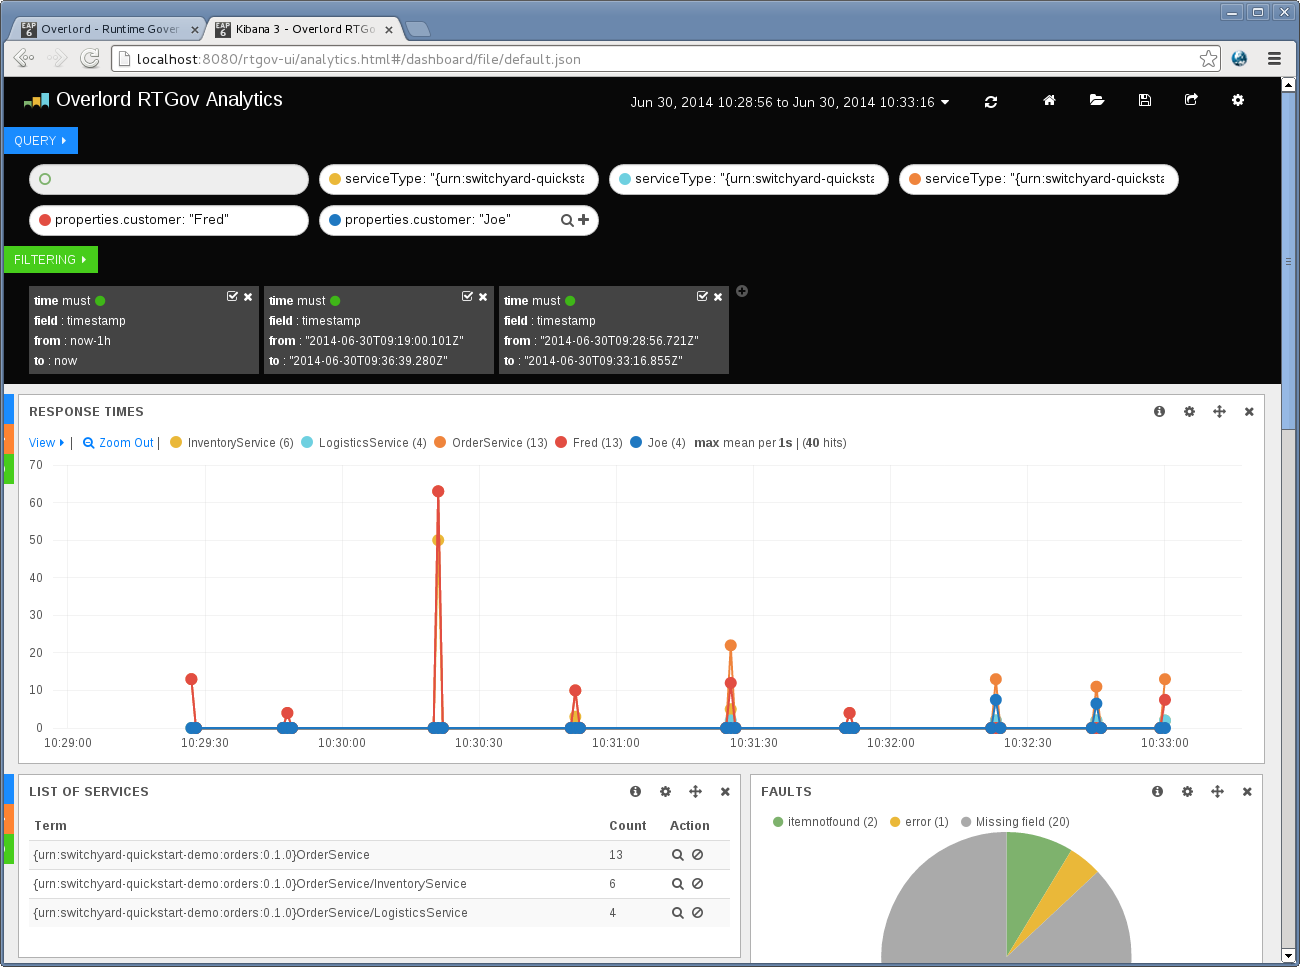 EAP 6 Overlord - Runtime Gover × EAP 6 Kibana 3 - Overlord RTGo ×
localhost:8080/rtgov-ui/analytics.html#/dashboard/file/default.json
Overlord RTGov Analytics Jun 30, 2014 10:28:56 to Jun 30, 2014 10:33:16
QUERY
serviceType: "{urn:switchyard-quicksta serviceType: "{urn:switchyard-quicksta serviceType: "{urn:switchyard-quicksta
properties.customer: "Fred" properties.customer: "Joe"
FILTERING
time must
field : timestamp
from : now-1h
to : now
time must
field : timestamp
from : "2014-06-30T09:19:00.101Z"
to : "2014-06-30T09:36:39.280Z"
time must
field : timestamp
from : "2014-06-30T09:28:56.721Z"
to : "2014-06-30T09:33:16.855Z"
RESPONSE TIMES
View | Zoom Out | InventoryService (6) LogisticsService (4) OrderService (13) Fred (13) Joe (4) max mean per 1s | (40 hits)
70
60
50
40
30
20
10
0
10:29:00 10:29:30 10:30:00 10:30:30 10:31:00 10:31:30 10:32:00 10:32:30 10:33:00
LIST OF SERVICES
Term Count Action
{urn:switchyard-quickstart-demo:orders:0.1.0}OrderService 13
{urn:switchyard-quickstart-demo:orders:0.1.0}OrderService/InventoryService 6
{urn:switchyard-quickstart-demo:orders:0.1.0}OrderService/LogisticsService 4
FAULTS
itemnotfound (2) error (1) Missing field (20)